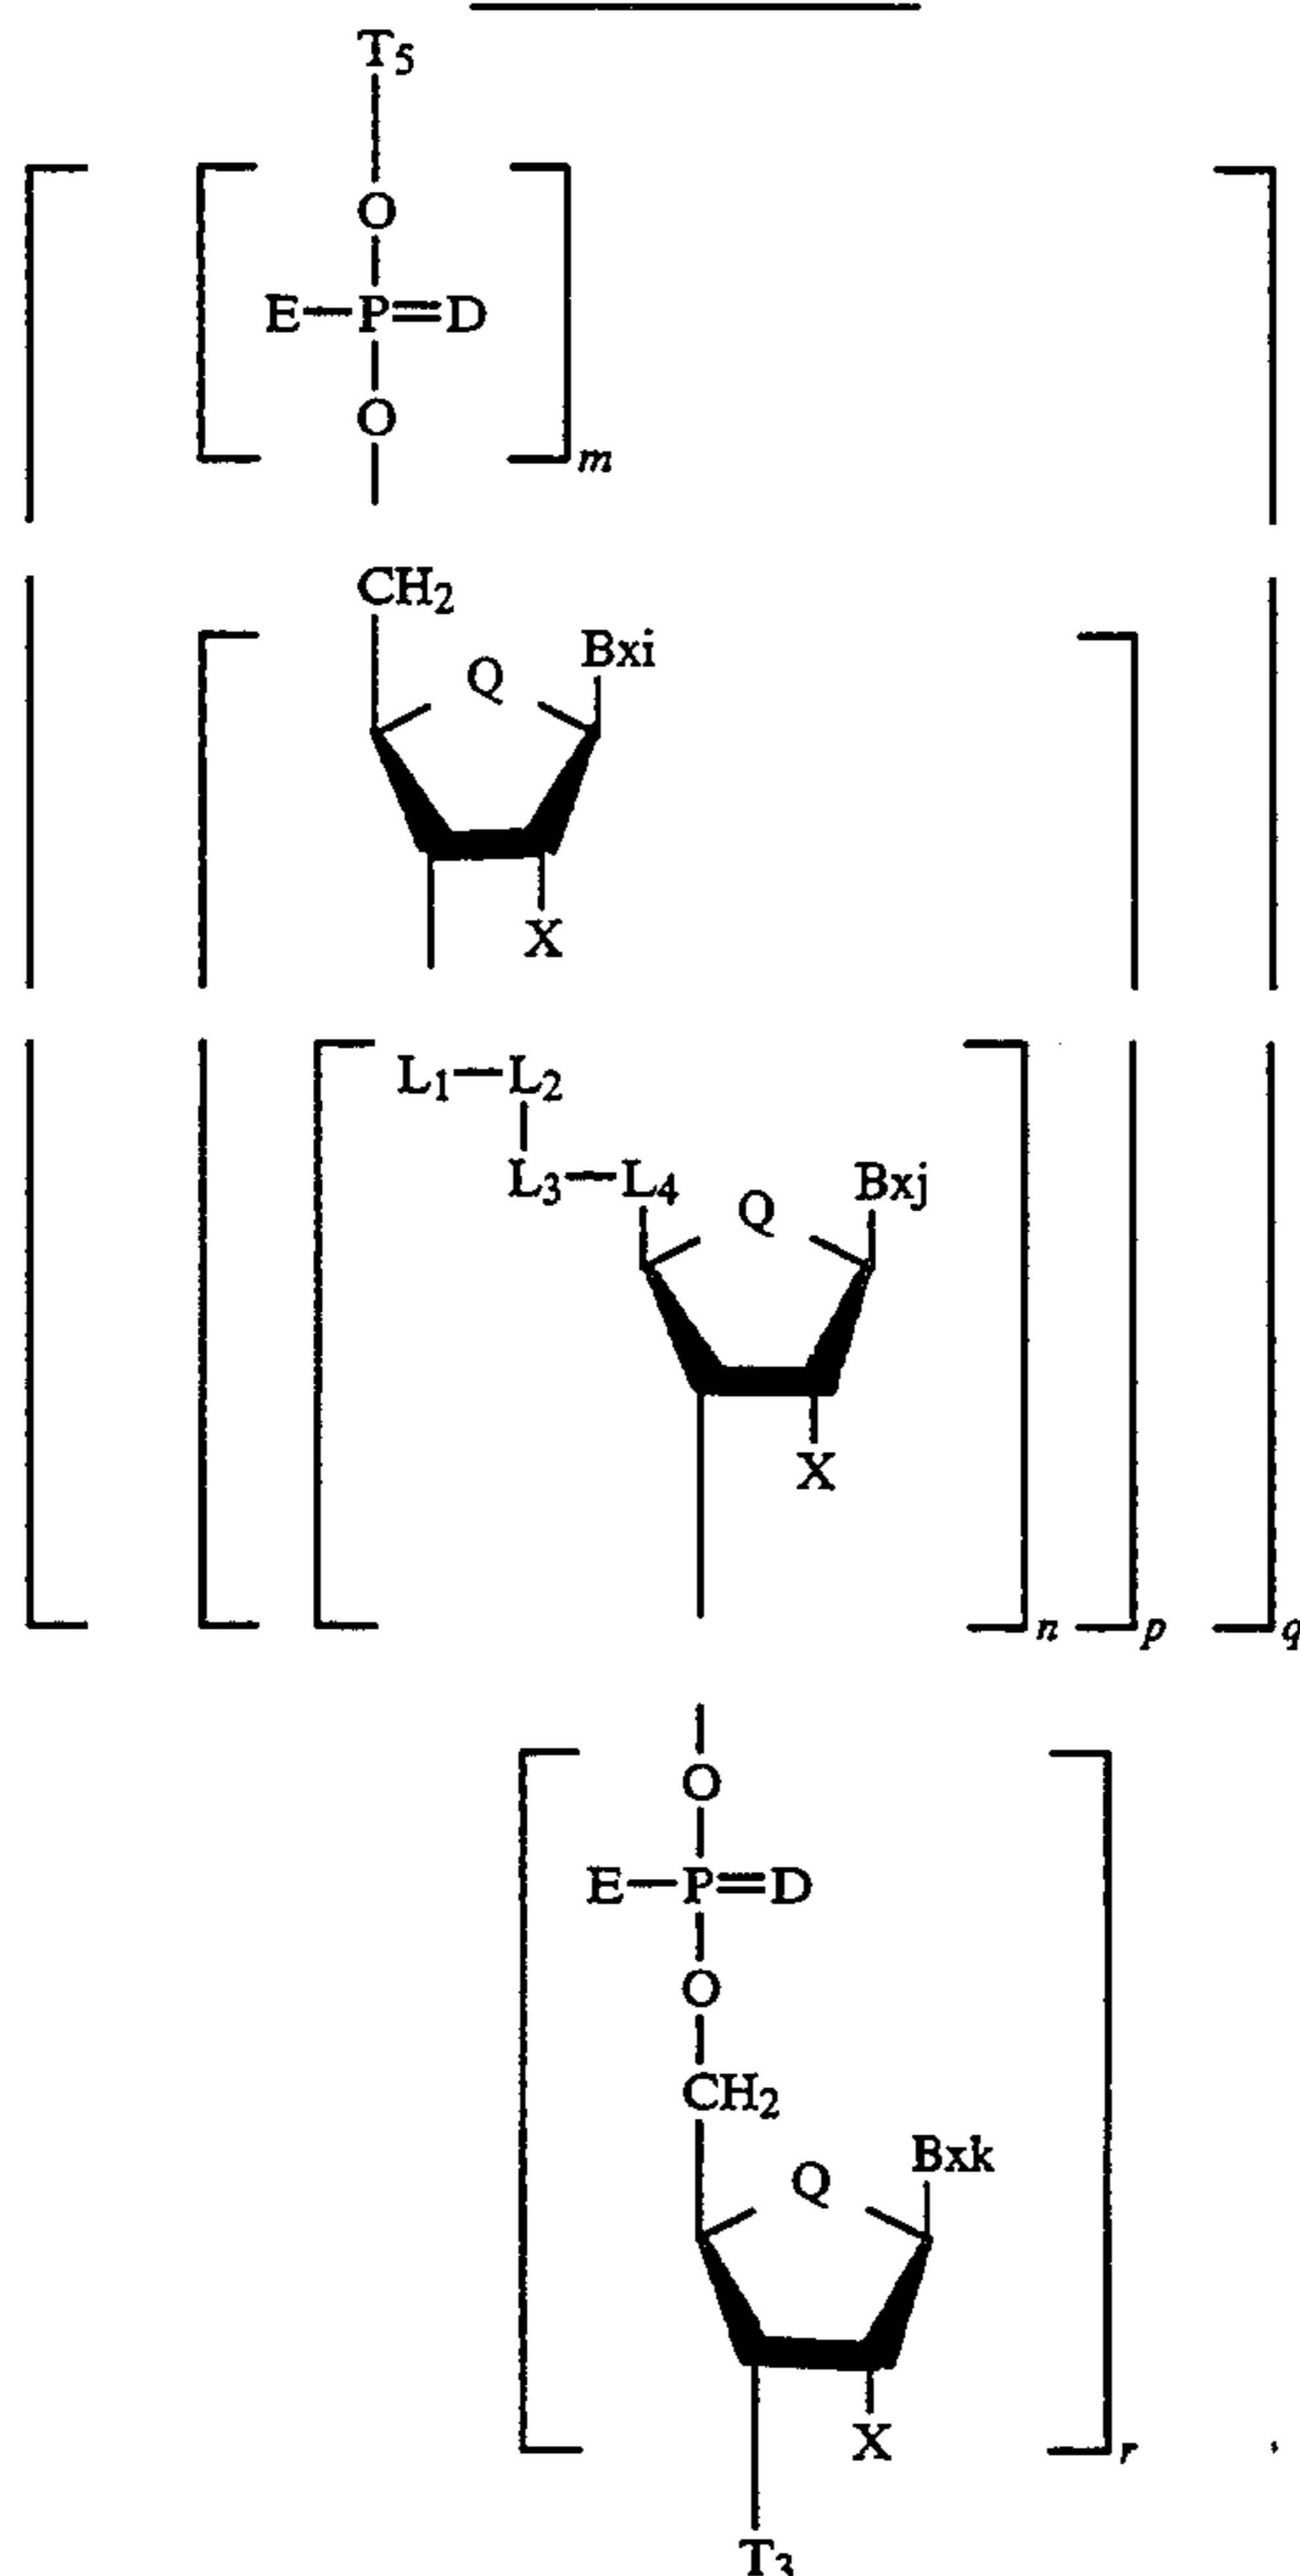 T5
O
E—P=D
O
m
CH2
Bxi
Q
X
L1—L2
L3—L4
Q
Bxj
X
n p q
O
E—P=D
O
CH2
Bxk
Q
X
r
T3